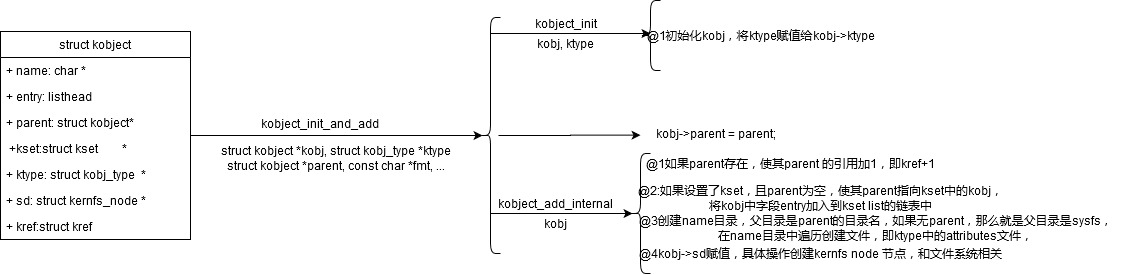 struct kobject
+ name: char *
+ entry: listhead
+ parent: struct kobject*
+kset:struct kset *
+ ktype: struct kobj_type *
+ sd: struct kernfs_node *
+ kref:struct kref
kobject_init_and_add
struct kobject *kobj, struct kobj_type *ktype
struct kobject *parent, const char *fmt, ...
kobject_init
kobj, ktype
@1初始化kobj，将ktype赋值给kobj->ktype
kobj->parent = parent;
kobject_add_internal
kobj
@1如果parent存在，使其parent 的引用加1，即kref+1
@2:如果设置了kset，且parent为空，使其parent指向kset中的kobj，
将kobj中字段entry加入到kset list的链表中
@3创建name目录，父目录是parent的目录名，如果无parent，那么就是父目录是sysfs，
在name目录中遍历创建文件，即ktype中的attributes文件，
@4kobj->sd赋值，具体操作创建kernfs node 节点，和文件系统相关